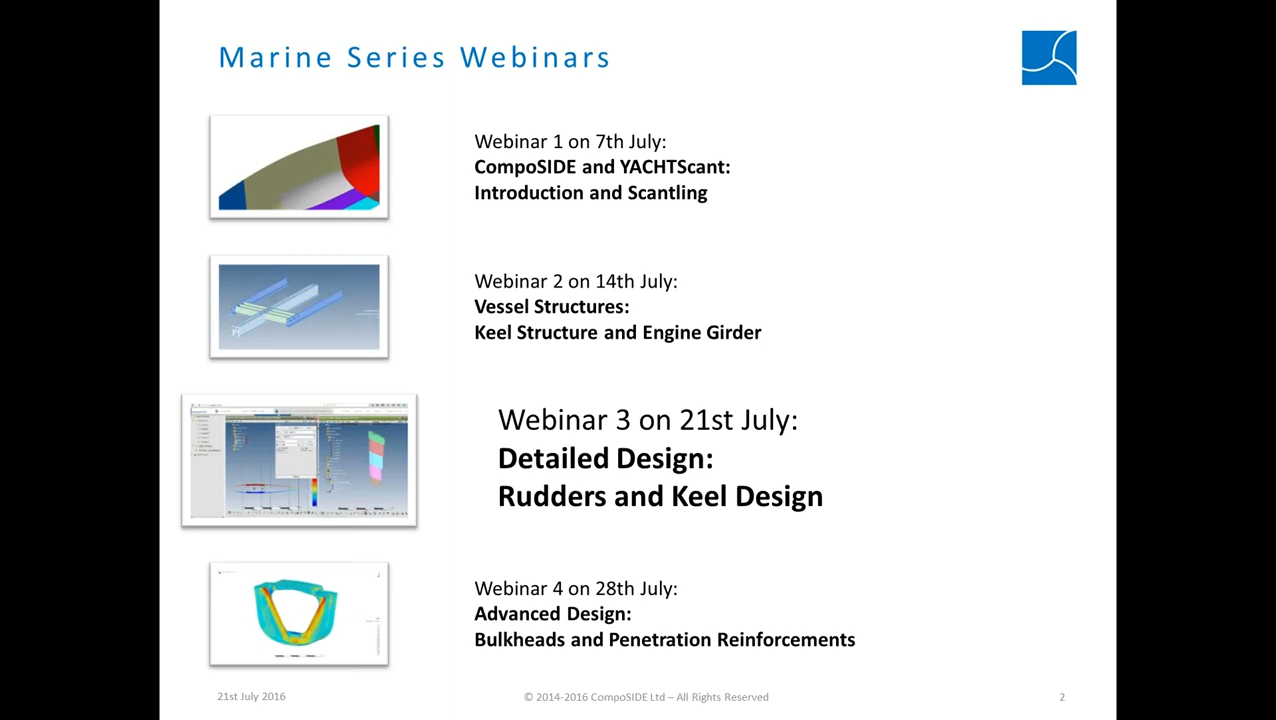 Marine Series Webinars
Webinar 1 on 7th July:
CompoSIDE and YACHTScant:
Introduction and Scantling
Webinar 2 on 14th July:
Vessel Structures:
Keel Structure and Engine Girder
Webinar 3 on 21st July:
Detailed Design:
Rudders and Keel Design
Webinar 4 on 28th July:
Advanced Design:
Bulkheads and Penetration Reinforcements
21st July 2016
© 2014-2016 CompoSIDE Ltd – All Rights Reserved
2